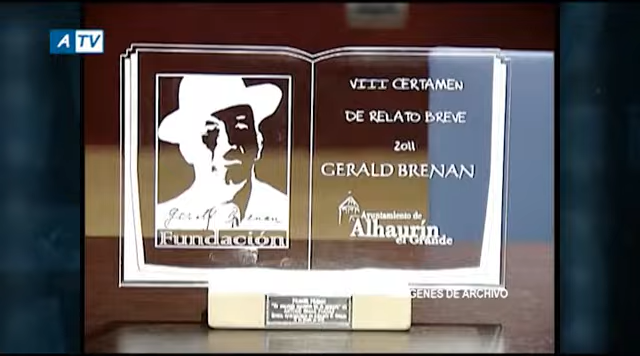 ATV
VIII CERTAMEN
DE RELATO BREVE
2011
GERALD BRENAN
Gerald Brenan
Fundación
Ayuntamiento de
Alhaurín
el Grande
GENES DE ARCHIVO